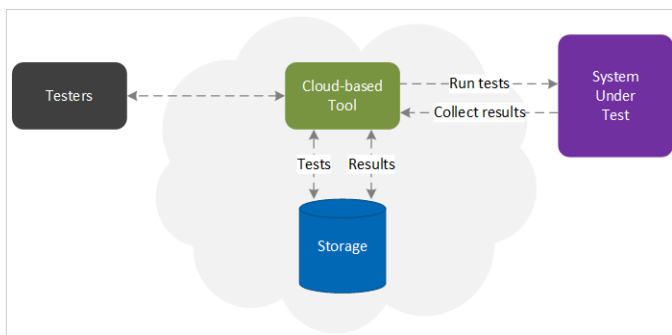 Testers
Cloud-based
Tool
Run tests
Collect results
System
Under
Test
Tests
Results
Storage